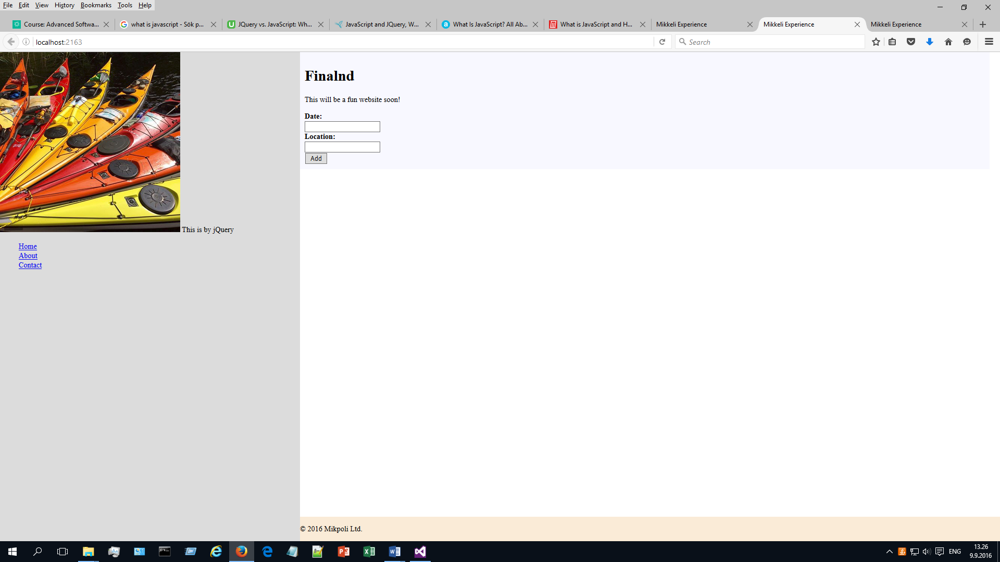 File Edit View History Bookmarks Tools Help
Course: Advanced Softwa...
what is javascript - Sök p...
JQuery vs. JavaScript: Wh...
JavaScript and JQuery, W...
What Is JavaScript? All Ab...
What is JavaScript and H...
Mikkeli Experience
Mikkeli Experience
Mikkeli Experience
localhost:2163
Search
This is by jQuery
Home
About
Contact
Finalnd
This will be a fun website soon!
Date:
Location:
Add
© 2016 Mikpoli Ltd.
ENG
13.26
9.9.2016